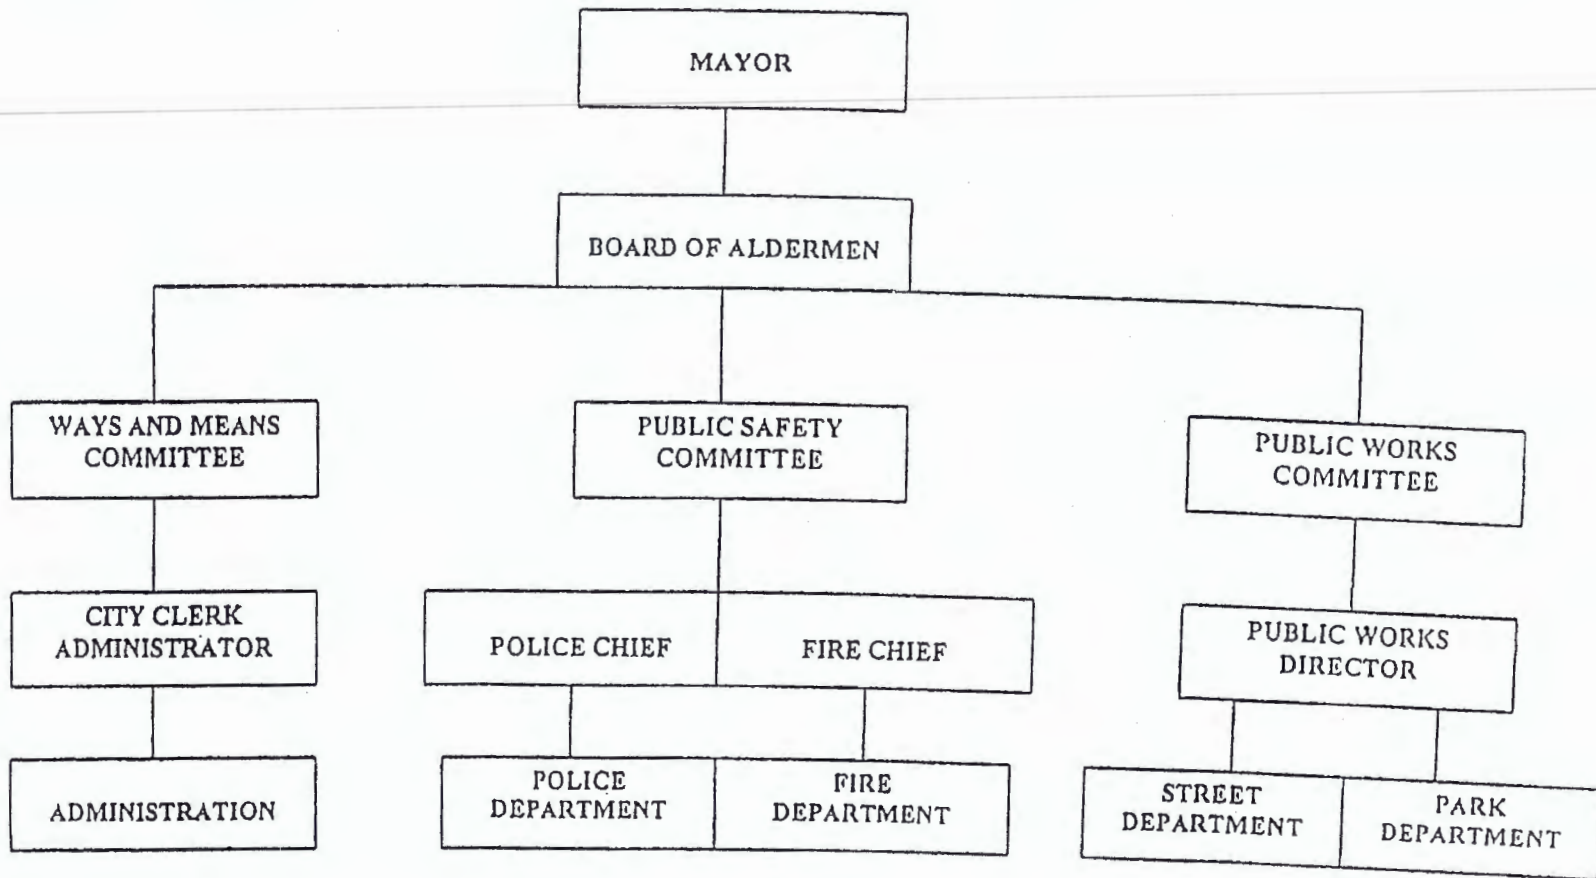 MAYOR
BOARD OF ALDERMEN
WAYS AND MEANS
COMMITTEE
PUBLIC SAFETY
COMMITTEE
PUBLIC WORKS
COMMITTEE
CITY CLERK
ADMINISTRATOR
POLICE CHIEF
FIRE CHIEF
PUBLIC WORKS
DIRECTOR
ADMINISTRATION
POLICE
DEPARTMENT
FIRE
DEPARTMENT
STREET
DEPARTMENT
PARK
DEPARTMENT